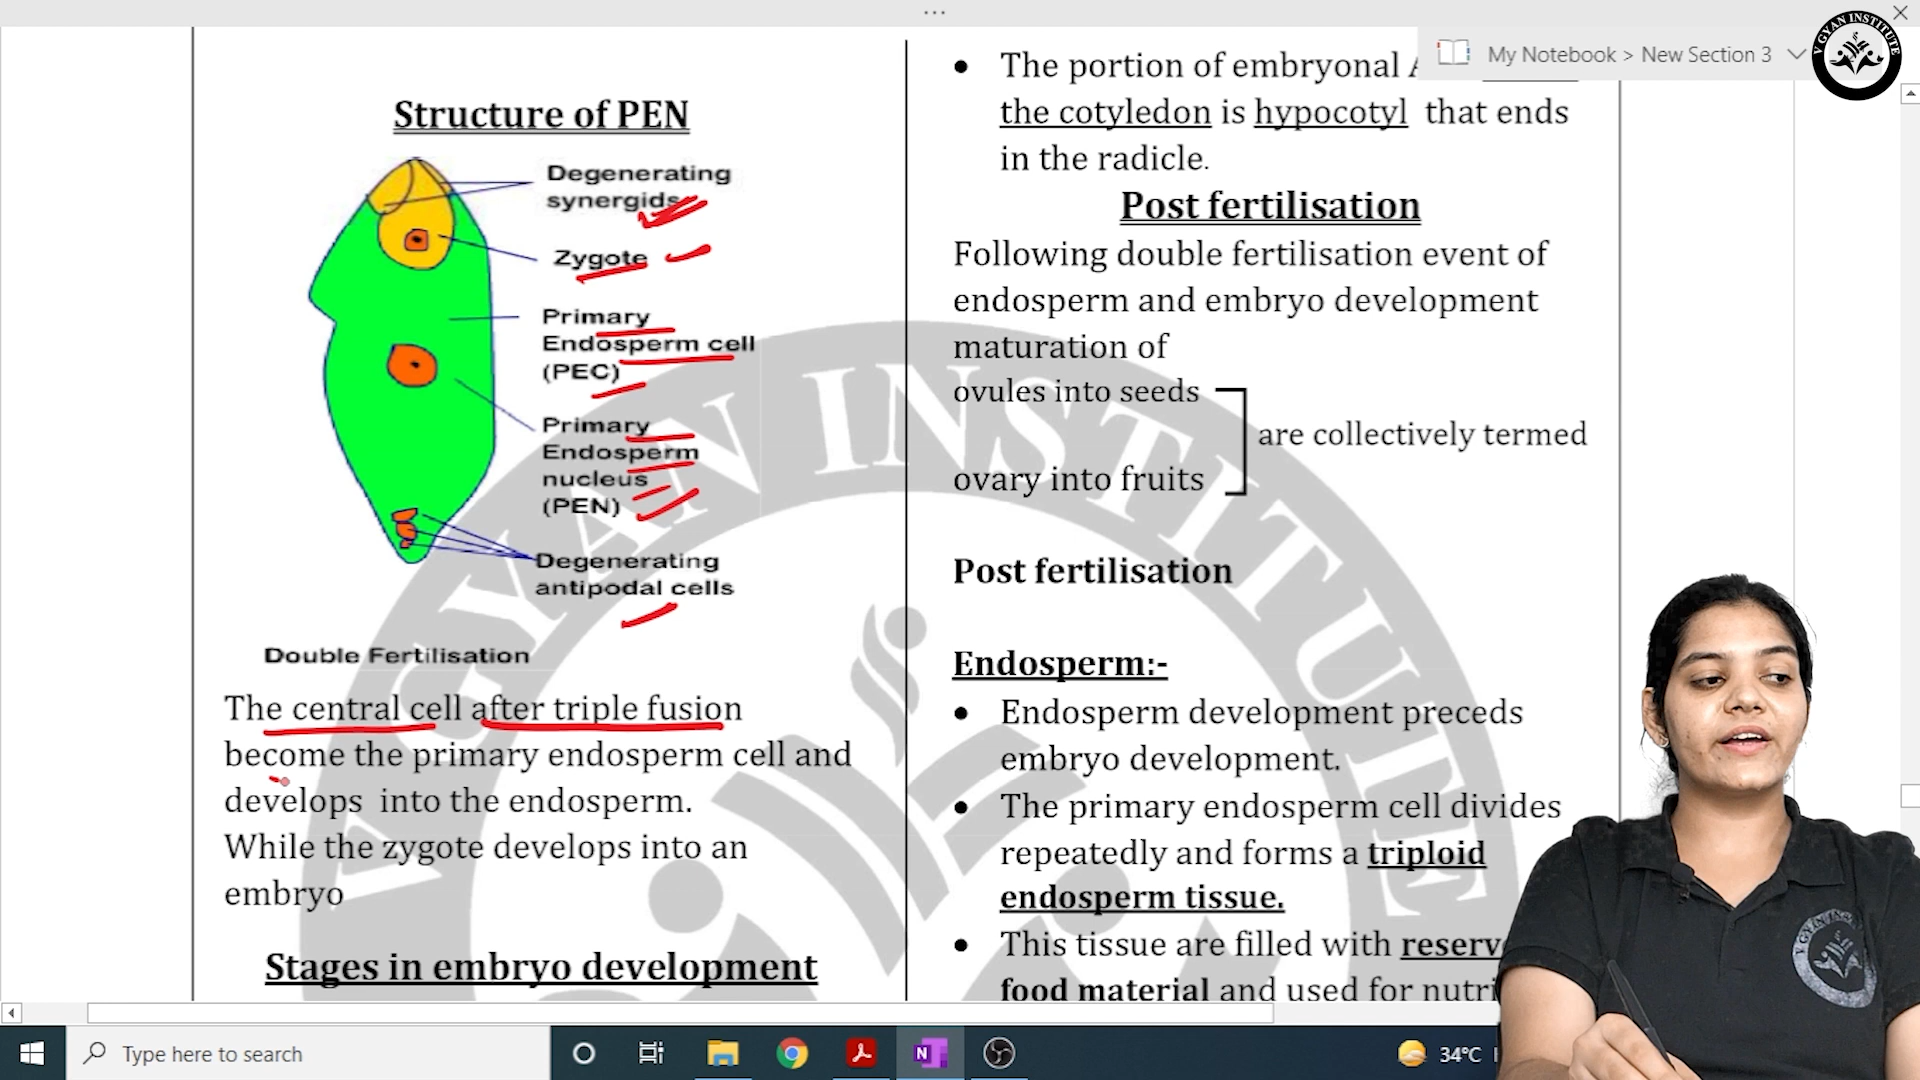 ...
My Notebook > New Section 3
V GYAN INSTITUTE
Structure of PEN
Degenerating
synergids
Zygote
Primary
Endosperm cell
(PEC)
Primary
Endosperm
nucleus
(PEN)
Degenerating
antipodal cells
Double Fertilisation
The central cell after triple fusion
become the primary endosperm cell and
develops into the endosperm.
While the zygote develops into an
embryo
Stages in embryo development
• The portion of embryonal
the cotyledon is hypocotyl that ends
in the radicle.
Post fertilisation
Following double fertilisation event of
endosperm and embryo development
maturation of
ovules into seeds
are collectively termed
ovary into fruits
Post fertilisation
Endosperm:-
• Endosperm development preceds
embryo development.
• The primary endosperm cell divides
repeatedly and forms a triploid
endosperm tissue.
• This tissue are filled with reserv
food material and used for nutri
V GYAN INSTITUTE
Type here to search
34°C